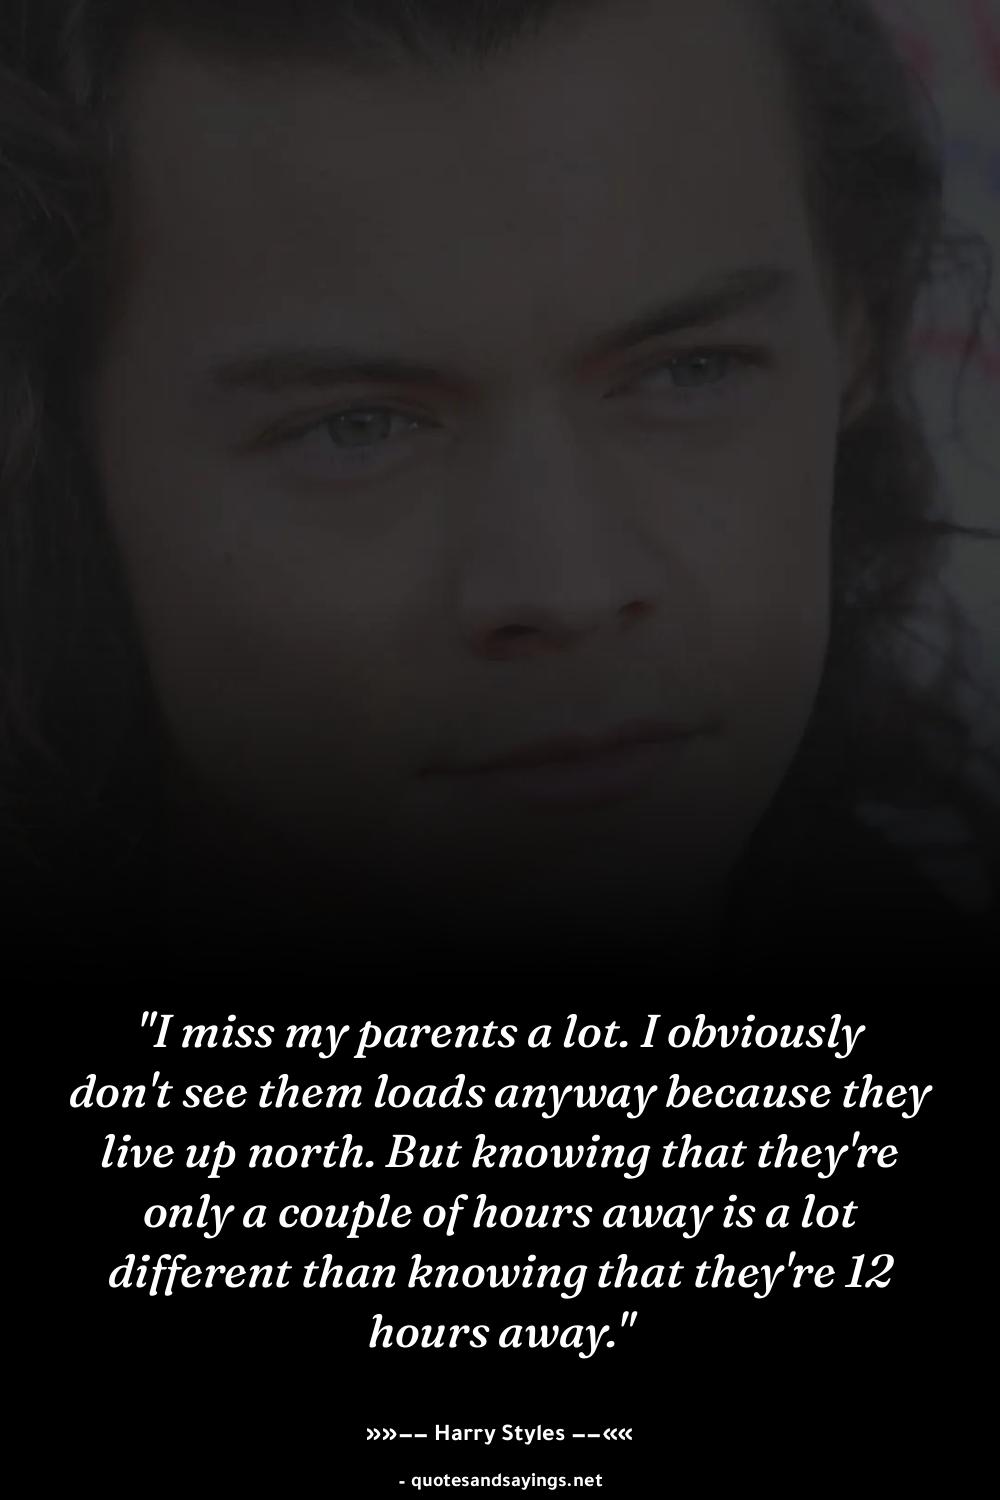 "I miss my parents a lot. I obviously
don't see them loads anyway because they
live up north. But knowing that they're
only a couple of hours away is a lot
different than knowing that they're 12
hours away."
»»–– Harry Styles ––««
- quotesandsayings.net